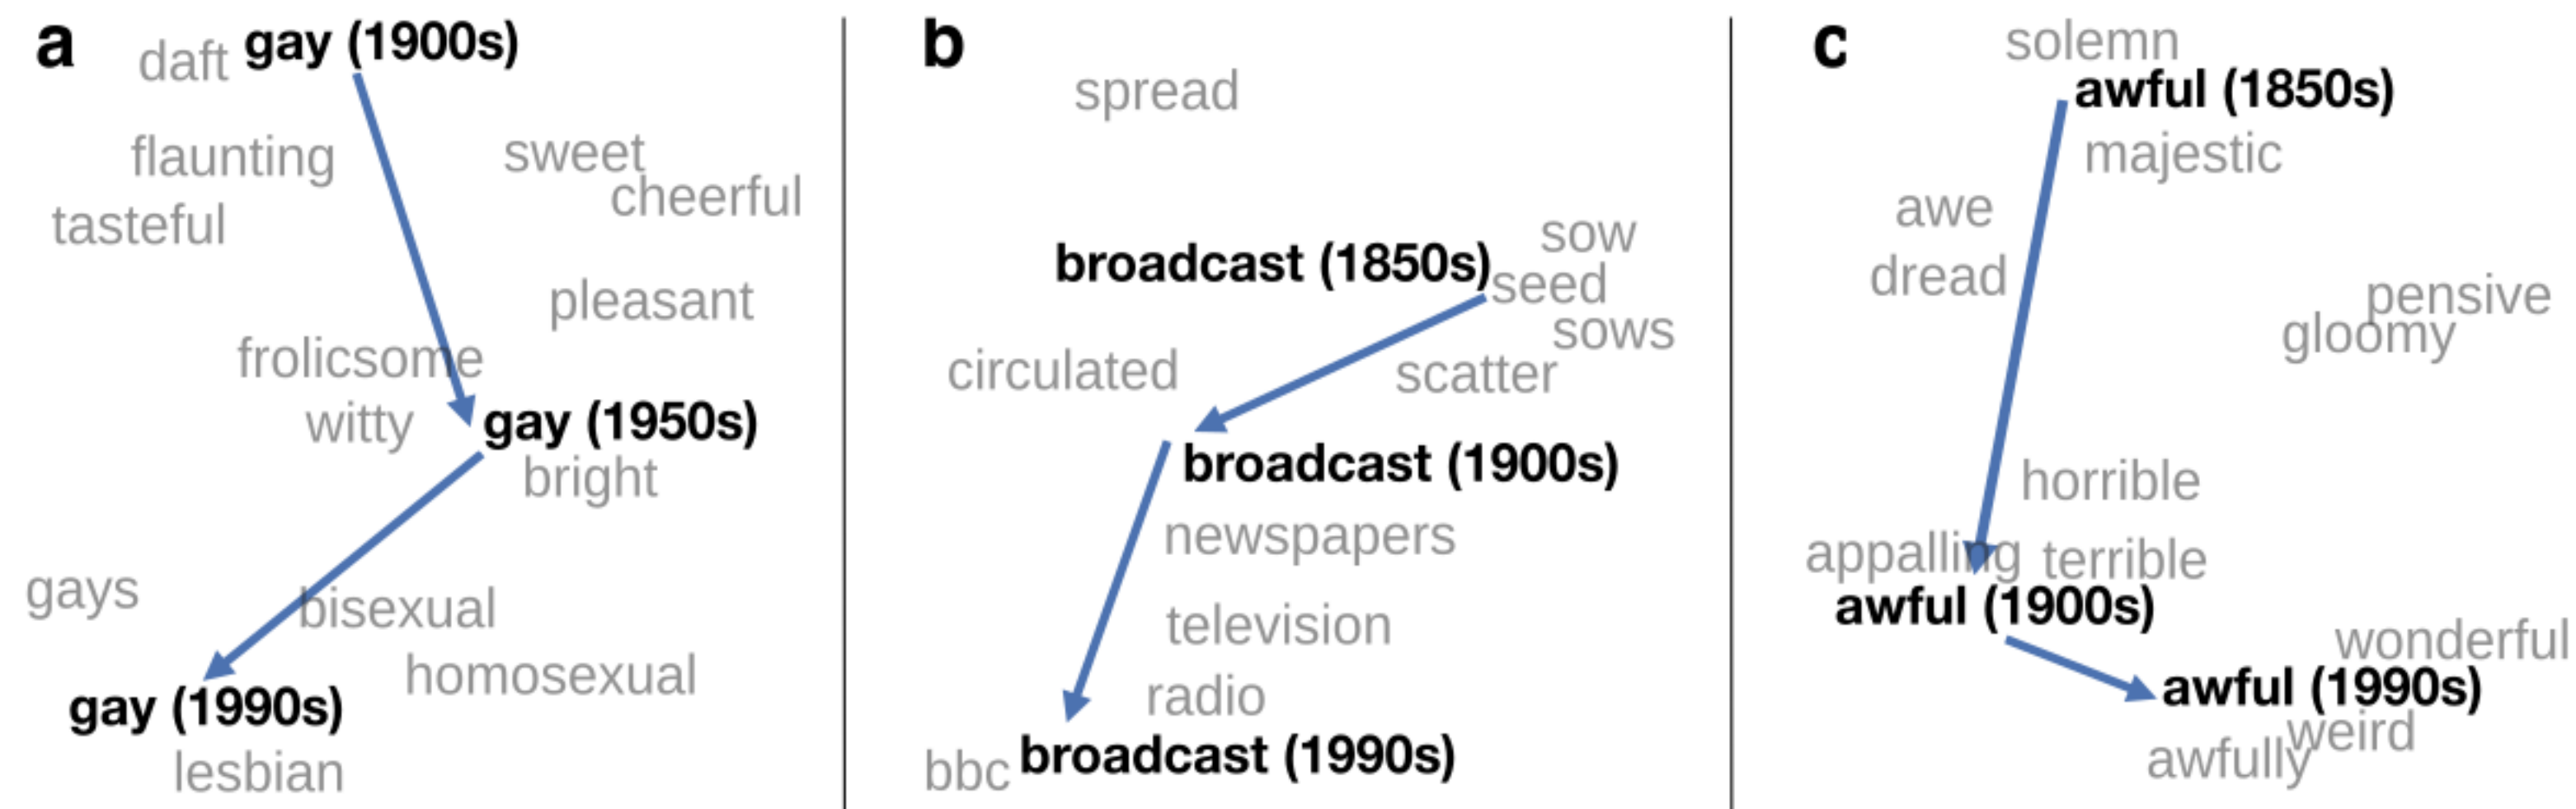 a
daft gay (1900s)
flaunting sweet
cheerful
tasteful
pleasant
frolicsome
witty gay (1950s)
bright
gays
bisexual
homosexual
gay (1990s)
lesbian
b
spread
sow
broadcast (1850s)
seed
sows
circulated scatter
broadcast (1900s)
newspapers
television
radio
bbc broadcast (1990s)
c
solemn
awful (1850s)
majestic
awe
dread
pensive
gloomy
horrible
appalling terrible
awful (1900s)
wonderful
awful (1990s)
weird
awfully